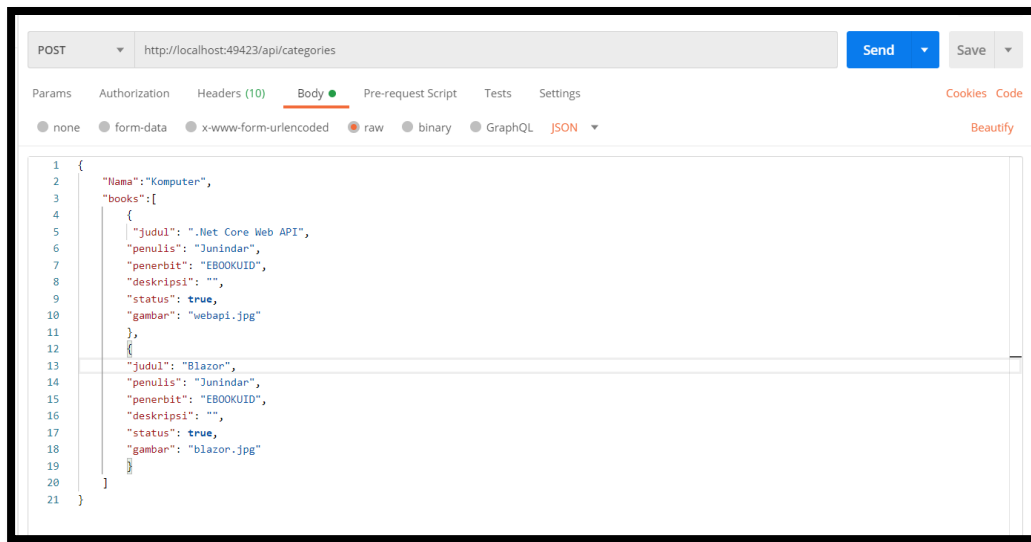 POST http://localhost:49423/api/categories Send Save
Params Authorization Headers (10) Body Pre-request Script Tests Settings Cookies Code
none form-data x-www-form-urlencoded raw binary GraphQL JSON Beautify
1 {
2 "Nama":"Komputer",
3 "books":[
4 {
5 "judul": ".Net Core Web API",
6 "penulis": "Junindar",
7 "penerbit": "EBOOKUID",
8 "deskripsi": "",
9 "status": true,
10 "gambar": "webapi.jpg"
11 },
12 {
13 "judul": "Blazor",
14 "penulis": "Junindar",
15 "penerbit": "EBOOKUID",
16 "deskripsi": "",
17 "status": true,
18 "gambar": "blazor.jpg"
19 }
20 ]
21 }